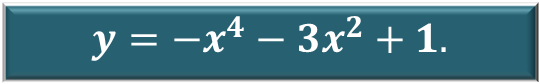 y = −x⁴ − 3x² + 1.